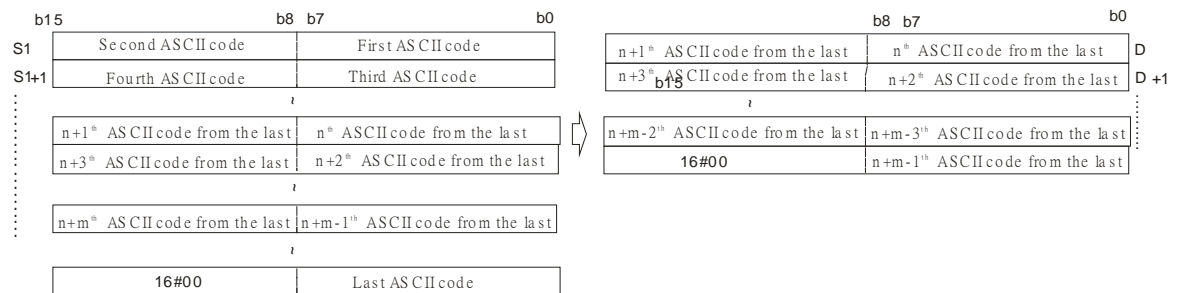 b15 b8 b7 b0
S1 Second ASCII code First ASCII code
S1+1 Fourth ASCII code Third ASCII code
n+1th ASCII code from the last nth ASCII code from the last
n+3th ASCII code from the last n+2th ASCII code from the last
n+mth ASCII code from the last n+m-1th ASCII code from the last
16#00 Last ASCII code
b8 b7 b0
n+1th ASCII code from the last nth ASCII code from the last D
n+3th ASCII code from the last n+2th ASCII code from the last D +1
b15
n+m-2th ASCII code from the last n+m-3th ASCII code from the last
16#00 n+m-1th ASCII code from the last